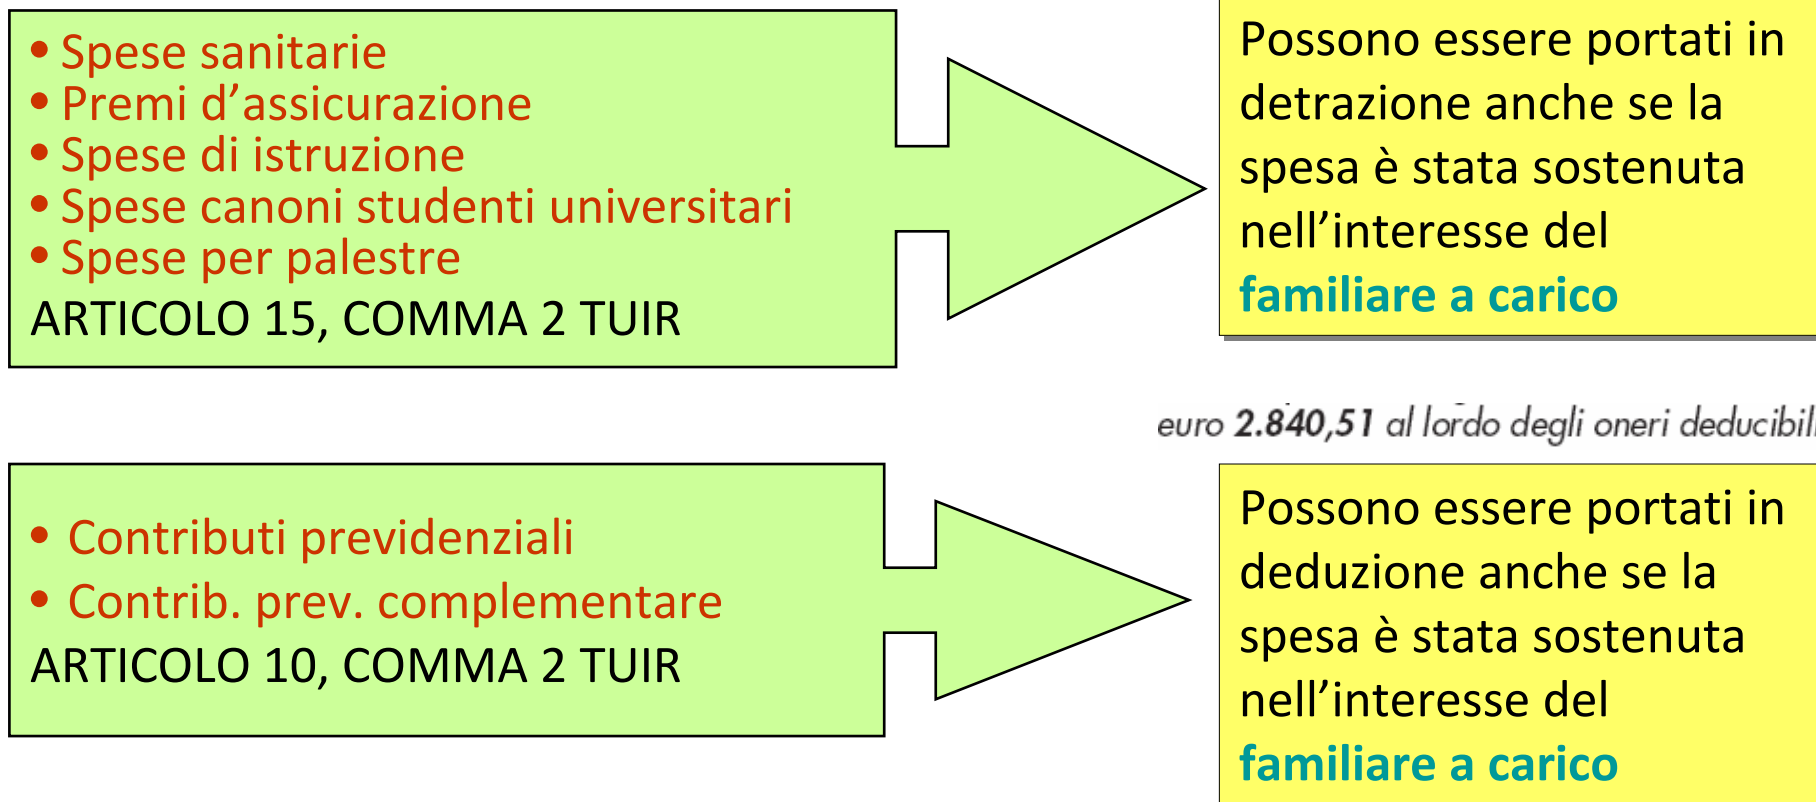 • Spese sanitarie
• Premi d’assicurazione
• Spese di istruzione
• Spese canoni studenti universitari
• Spese per palestre
ARTICOLO 15, COMMA 2 TUIR
Possono essere portati in
detrazione anche se la
spesa è stata sostenuta
nell’interesse del
familiare a carico
euro 2.840,51 al lordo degli oneri deducibili
• Contributi previdenziali
• Contrib. prev. complementare
ARTICOLO 10, COMMA 2 TUIR
Possono essere portati in
deduzione anche se la
spesa è stata sostenuta
nell’interesse del
familiare a carico